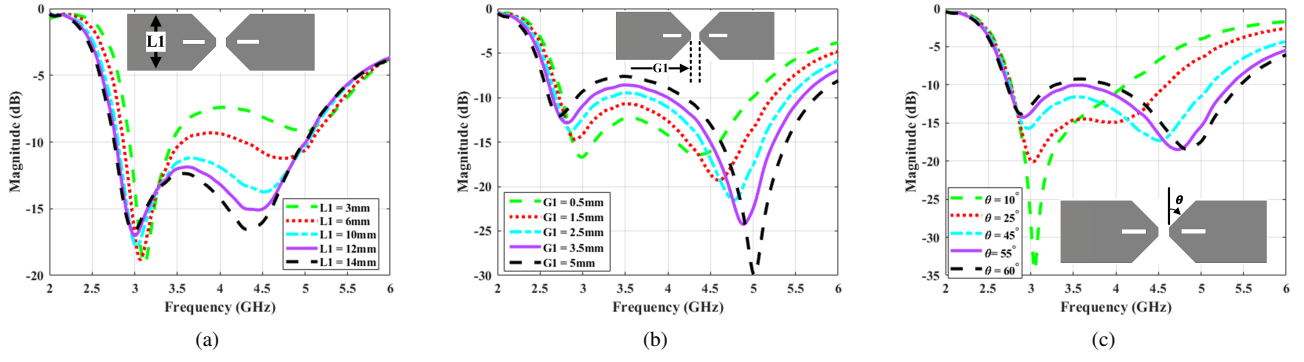 0
-5
-10
-15
-20
Magnitude (dB)
2
2.5
3
3.5
4
4.5
5
5.5
6
Frequency (GHz)
L1
L1 = 3mm
L1 = 6mm
L1 = 10mm
L1 = 12mm
L1 = 14mm
(a)
0
-5
-10
-15
-20
-25
-30
Magnitude (dB)
2
2.5
3
3.5
4
4.5
5
5.5
6
Frequency (GHz)
G1
G1 = 0.5mm
G1 = 1.5mm
G1 = 2.5mm
G1 = 3.5mm
G1 = 5mm
(b)
0
-5
-10
-15
-20
-25
-30
-35
Magnitude (dB)
2
2.5
3
3.5
4
4.5
5
5.5
6
Frequency (GHz)
θ
θ = 10°
θ = 25°
θ = 45°
θ = 55°
θ = 60°
(c)